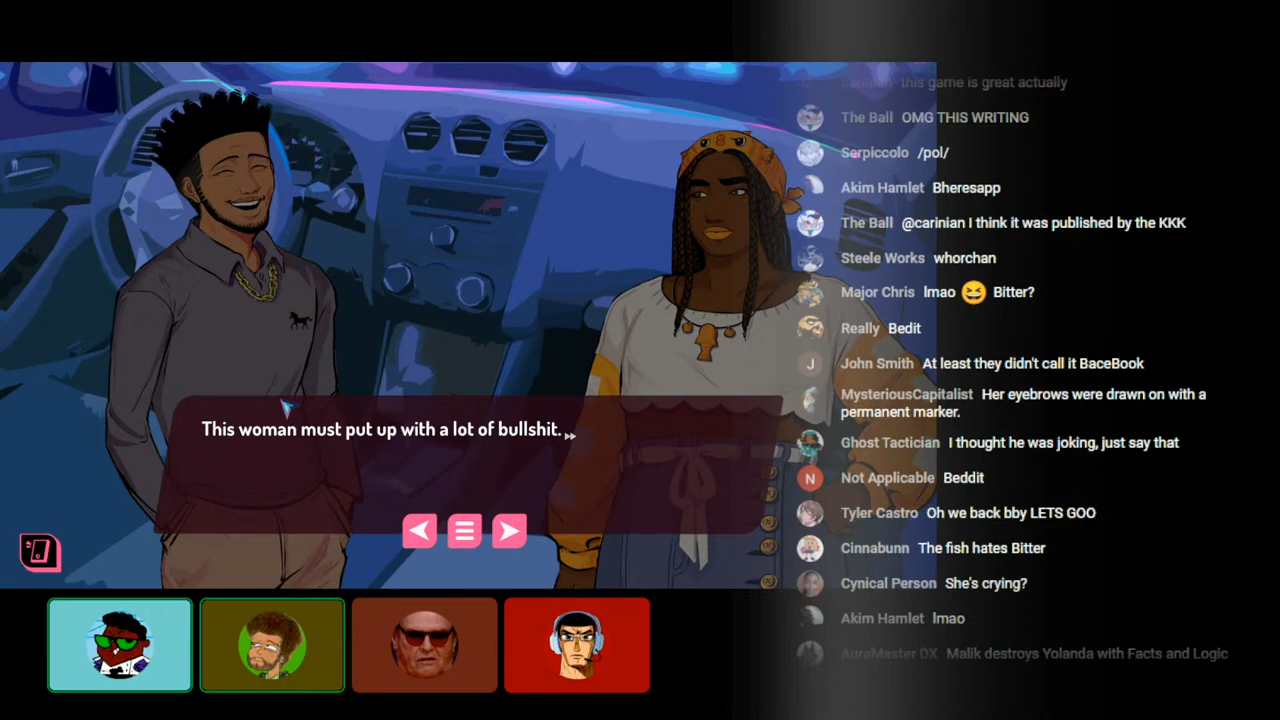 carinian this game is great actually
The Ball OMG THIS WRITING
Serpiccolo /pol/
Akim Hamlet Bheresapp
The Ball @carinian I think it was published by the KKK
Steele Works whorchan
Major Chris lmao 😆 Bitter?
Really Bedit
John Smith At least they didn't call it BaceBook
MysteriousCapitalist Her eyebrows were drawn on with a
permanent marker.
Ghost Tactician I thought he was joking, just say that
Not Applicable Beddit
Tyler Castro Oh we back bby LETS GOO
Cinnabunn The fish hates Bitter
Cynical Person She's crying?
Akim Hamlet lmao
AuraMaster DX Malik destroys Yolanda with Facts and Logic
This woman must put up with a lot of bullshit.
J
N